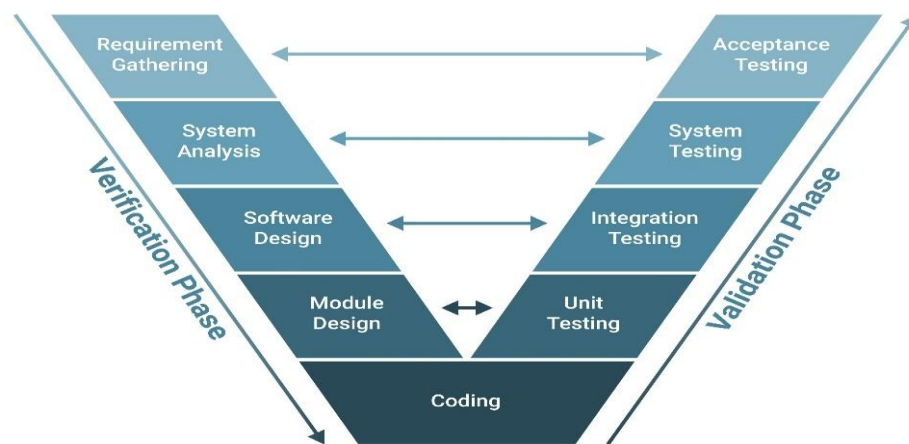 Requirement
Gathering
Acceptance
Testing
System
Analysis
System
Testing
Software
Design
Integration
Testing
Module
Design
Unit
Testing
Coding
Verification Phase
Validation Phase